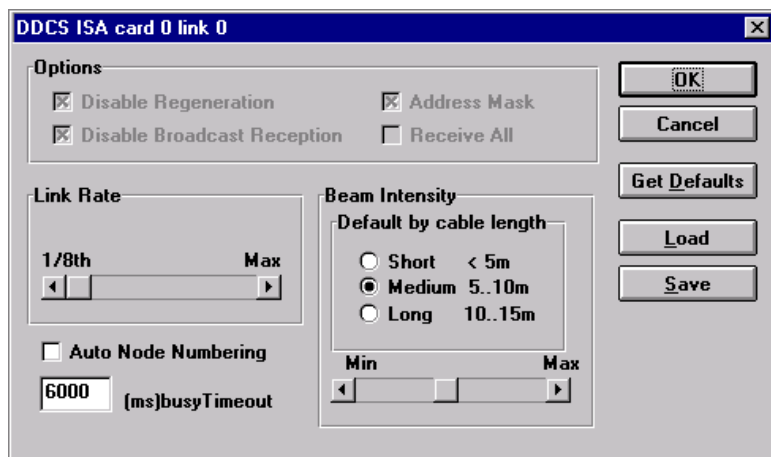 DDCS ISA card 0 link 0
Options
Disable Regeneration
Address Mask
Disable Broadcast Reception
Receive All
OK
Cancel
Get Defaults
Load
Save
Link Rate
1/8th Max
Beam Intensity
Default by cable length
Short < 5m
Medium 5..10m
Long 10..15m
Min Max
Auto Node Numbering
6000 (ms)busyTimeout